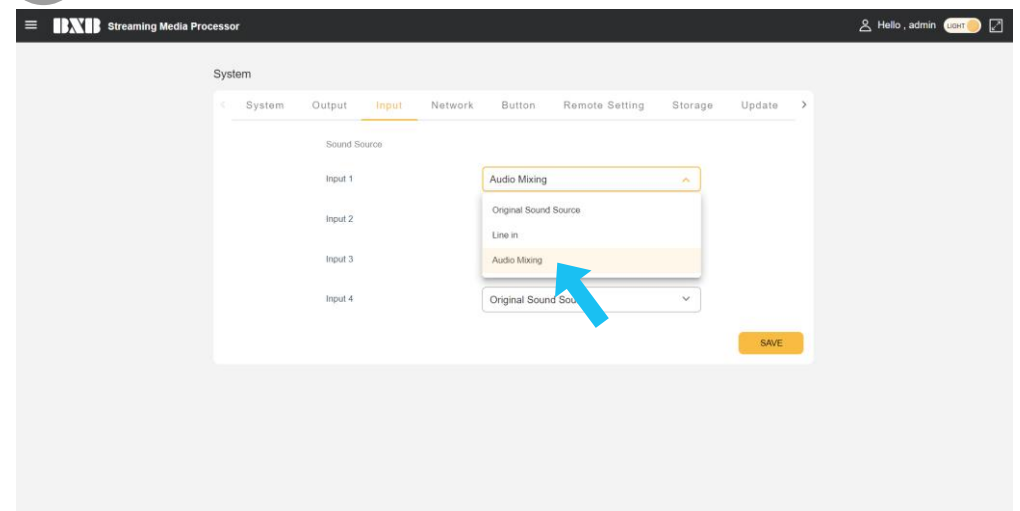 BXB Streaming Media Processor Hello , admin LIGHT
System
System Output Input Network Button Remote Setting Storage Update
Sound Source
Input 1 Audio Mixing
Original Sound Source
Input 2
Line in
Input 3 Audio Mixing
Input 4 Original Sound
SAVE